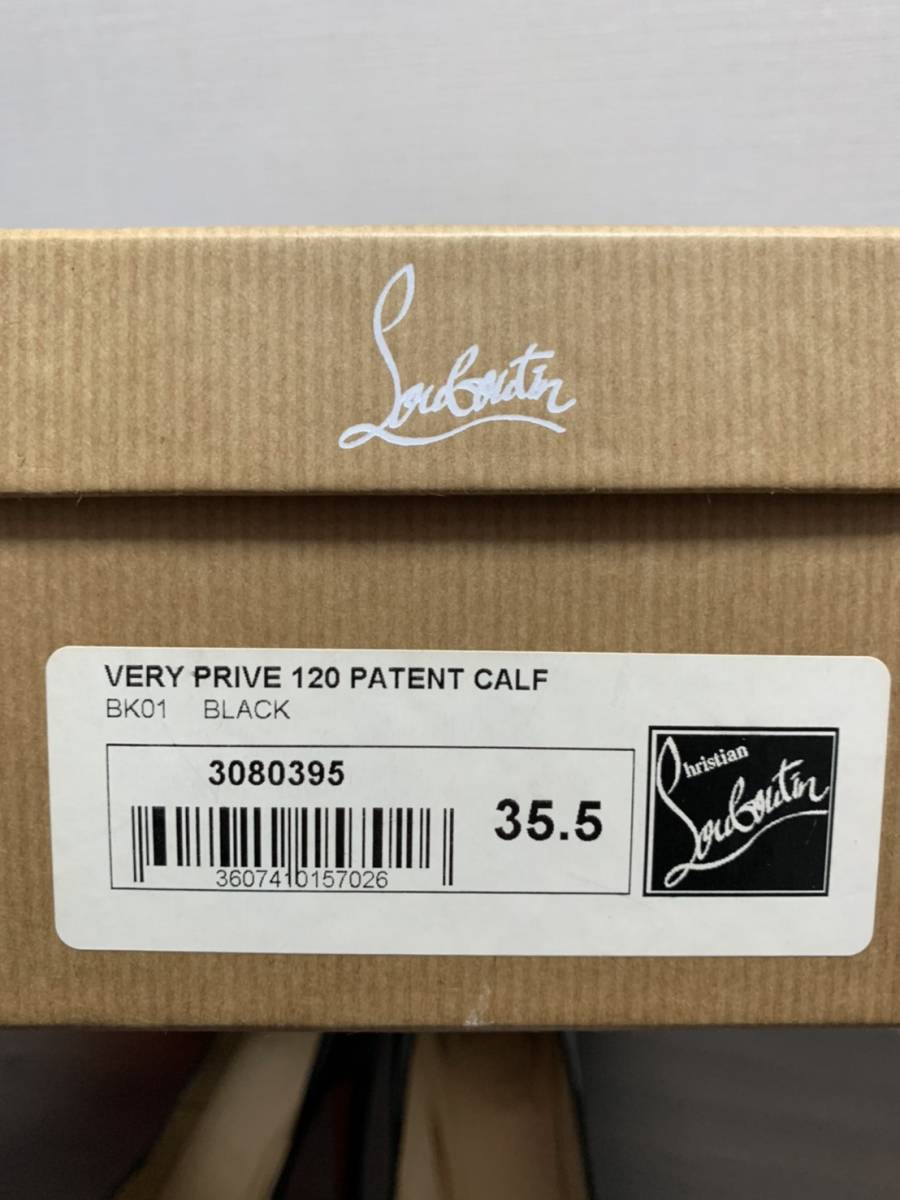 Louboutin
VERY PRIVE 120 PATENT CALF
BK01 BLACK
3080395
35.5
3607410157026
Christian
Louboutin